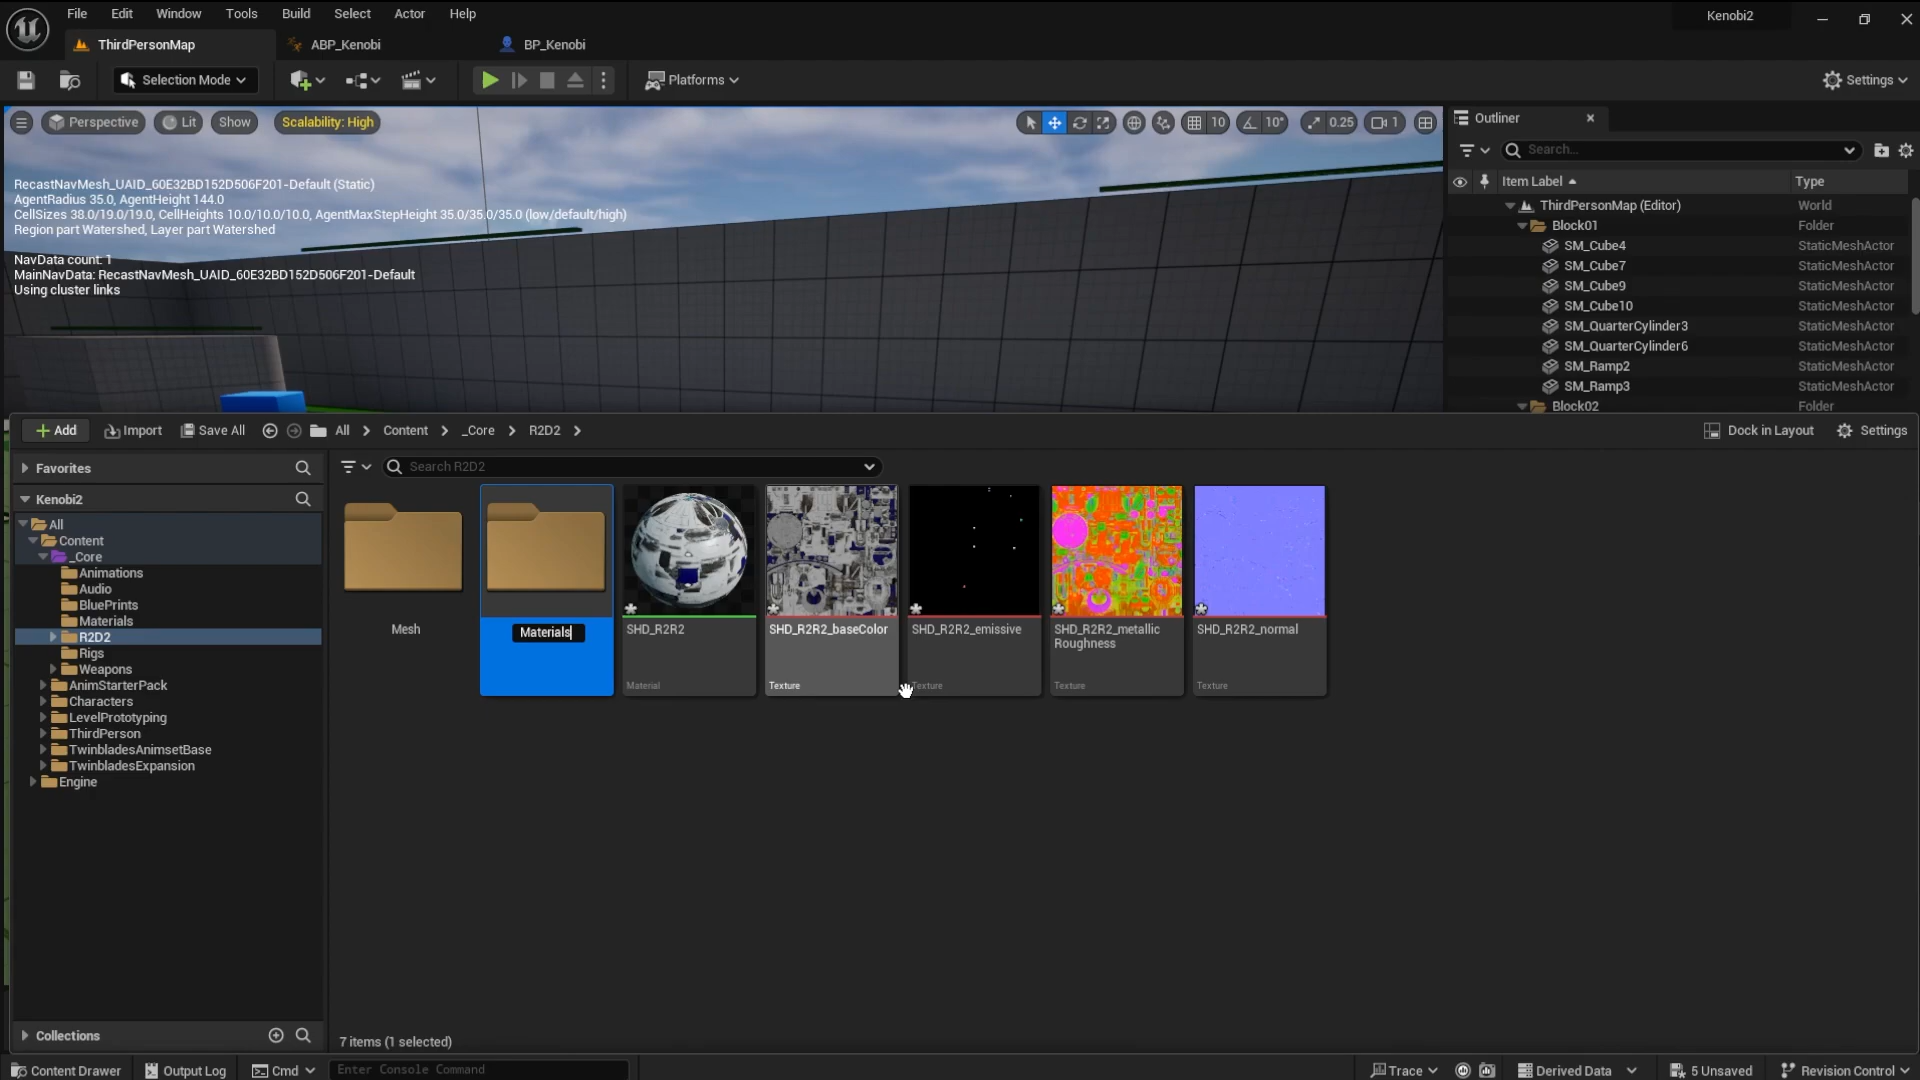 File Edit Window Tools Build Select Actor Help
Kenobi2
ThirdPersonMap ABP_Kenobi BP_Kenobi
Selection Mode Platforms Settings
Perspective Lit Show Scalability: High 10 10° 0.25 1
Outliner
Search...
Item Label Type
RecastNavMesh_UAID_60E32BD152D506F201-Default (Static)
AgentRadius 35.0, AgentHeight 144.0
CellSizes 38.0/19.0/19.0, CellHeights 10.0/10.0/10.0, AgentMaxStepHeight 35.0/35.0/35.0 (low/default/high)
Region part Watershed, Layer part Watershed
NavData count: 1
MainNavData: RecastNavMesh_UAID_60E32BD152D506F201-Default
Using cluster links
ThirdPersonMap (Editor) World
Block01 Folder
SM_Cube4 StaticMeshActor
SM_Cube7 StaticMeshActor
SM_Cube9 StaticMeshActor
SM_Cube10 StaticMeshActor
SM_QuarterCylinder3 StaticMeshActor
SM_QuarterCylinder6 StaticMeshActor
SM_Ramp2 StaticMeshActor
SM_Ramp3 StaticMeshActor
Block02 Folder
Add Import Save All All Content _Core R2D2 Dock in Layout Settings
Favorites
Kenobi2
All
Content
_Core
Animations
Audio
BluePrints
Materials
R2D2
Rigs
Weapons
AnimStarterPack
Characters
LevelPrototyping
ThirdPerson
TwinbladesAnimsetBase
TwinbladesExpansion
Engine
Collections
Search R2D2
Mesh
Materials
SHD_R2R2
Material
SHD_R2R2_baseColor
Texture
SHD_R2R2_emissive
Texture
SHD_R2R2_metallic
Roughness
Texture
SHD_R2R2_normal
Texture
7 items (1 selected)
Content Drawer Output Log Cmd Enter Console Command Trace Derived Data 5 Unsaved Revision Control